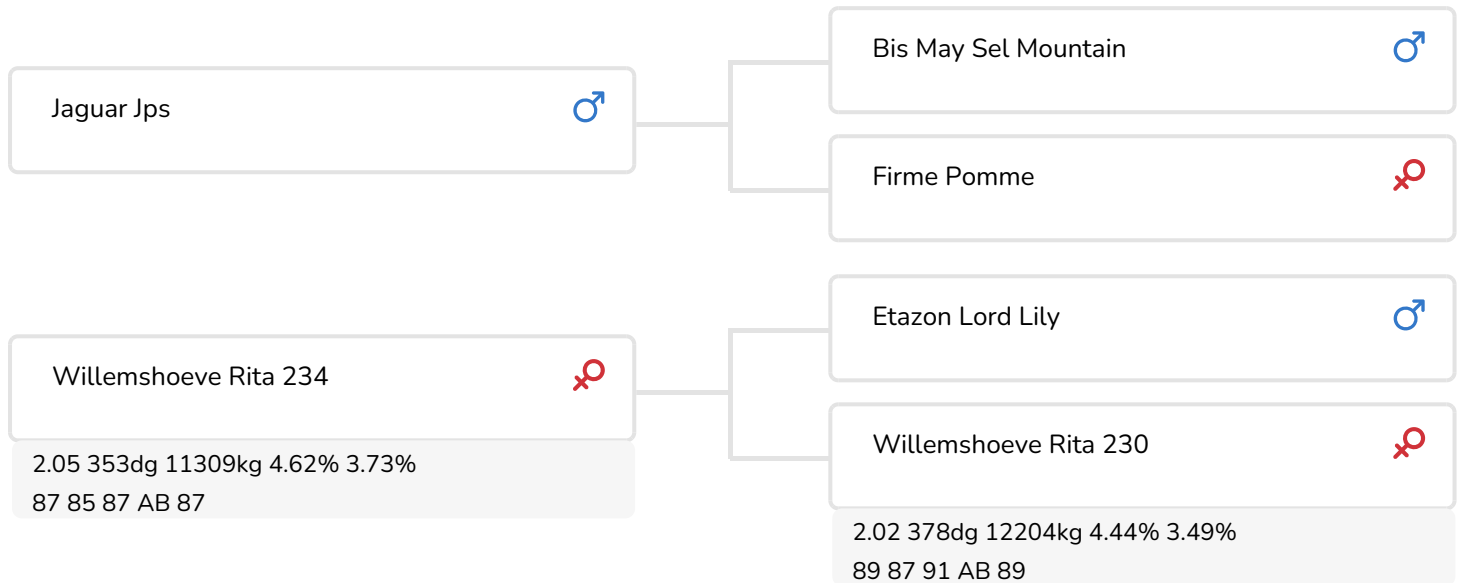 Bis May Sel Mountain
Jaguar Jps
Firme Pomme
Etazon Lord Lily
Willemshoeve Rita 234
2.05 353dg 11309kg 4.62% 3.73%
87 85 87 AB 87
Willemshoeve Rita 230
2.02 378dg 12204kg 4.44% 3.49%
89 87 91 AB 89